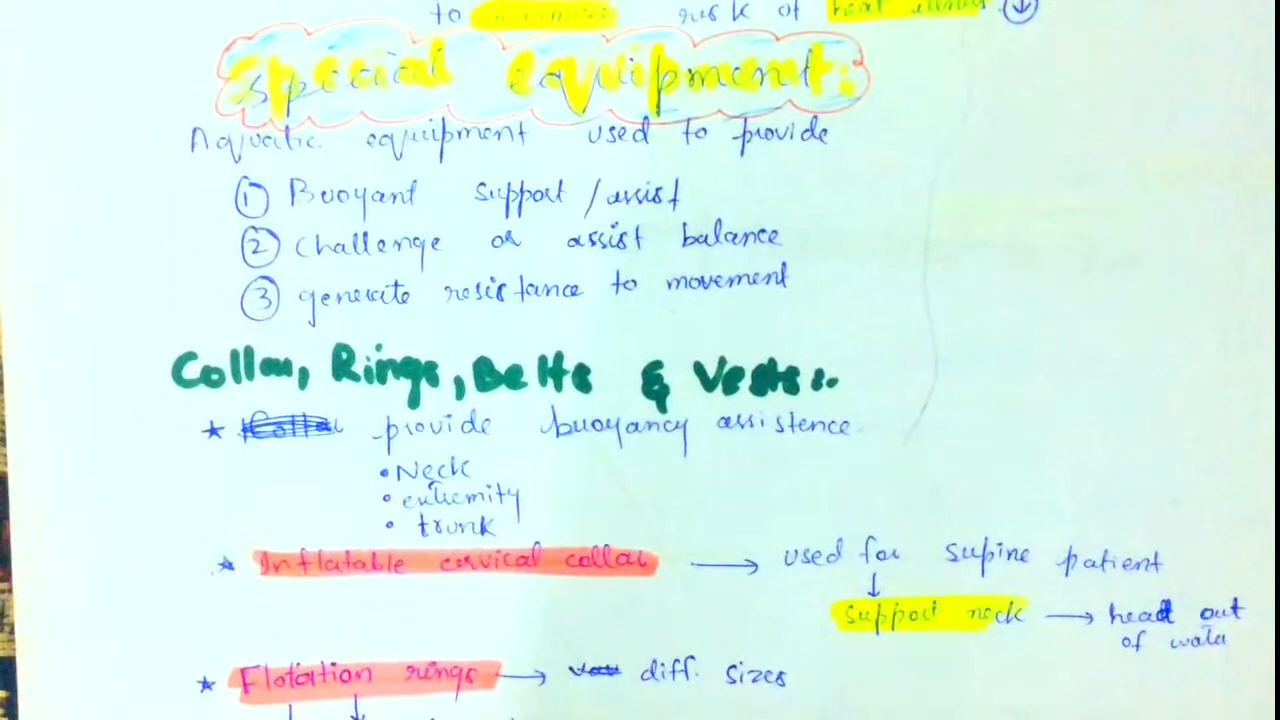 to risk of heat illness ↓
special equipment:
Aquatic equipment used to provide
① Buoyant support / assist
② challenge or assist balance
③ generate resistance to movement
Collar, Rings, Belts & Vests:.
★ provide buoyancy assistence
• Neck
• extremity
• trunk
★ Inflatable cervical collar → used for supine patient
↓
support neck → head out
of water
★ Flotation rings → diff. sizes
↓